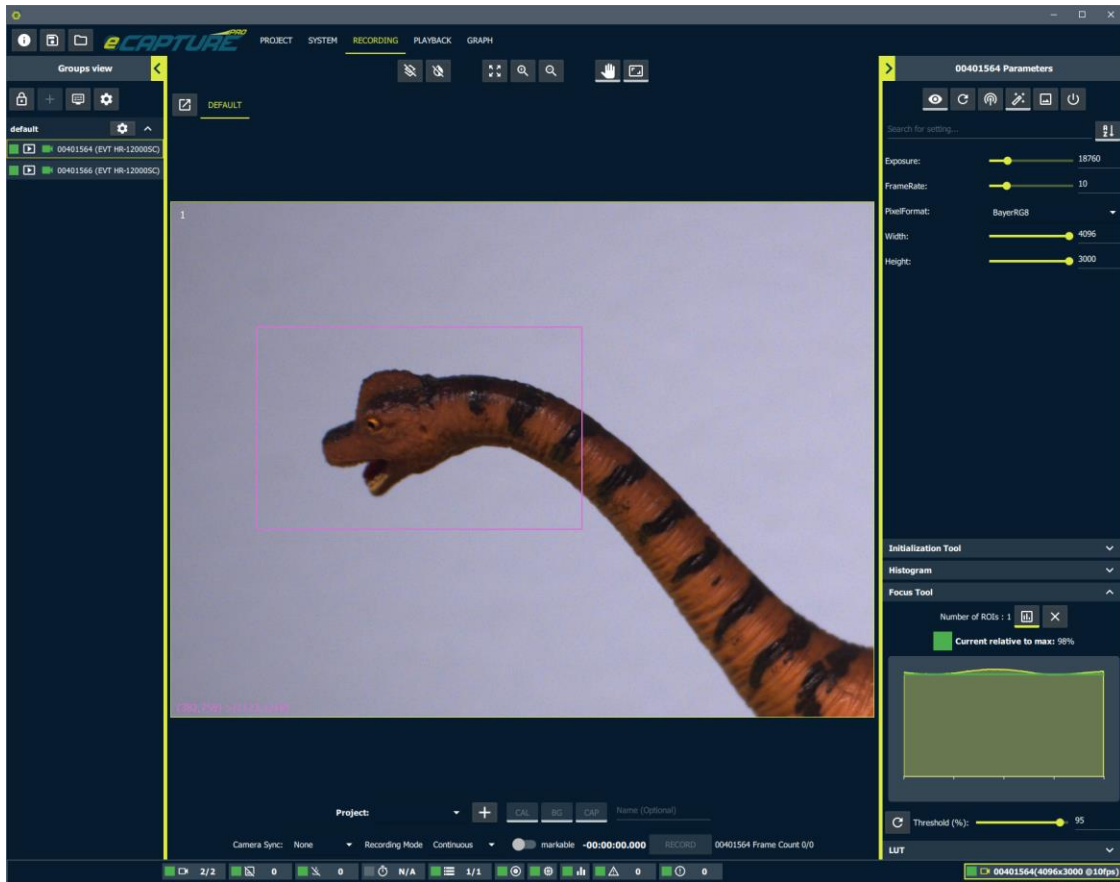 eCAPTURE PRO PROJECT SYSTEM RECORDING PLAYBACK GRAPH
Groups view
00401564 Parameters
DEFAULT
default
00401564 (EVT HR-12000SC)
00401566 (EVT HR-12000SC)
1
Search for setting...
Exposure: 18760
FrameRate: 10
PixelFormat: BayerRG8
Width: 4096
Height: 3000
Initialization Tool
Histogram
Focus Tool
Number of ROIs : 1
Current relative to max: 98%
Threshold (%): 95
LUT
Project: CAL BG CAP Name (Optional)
Camera Sync: None Recording Mode Continuous markable -00:00:00.000 RECORD 00401564 Frame Count 0/0
2/2 0 0 N/A 1/1 0 0 00401564(4096x3000 @10fps)